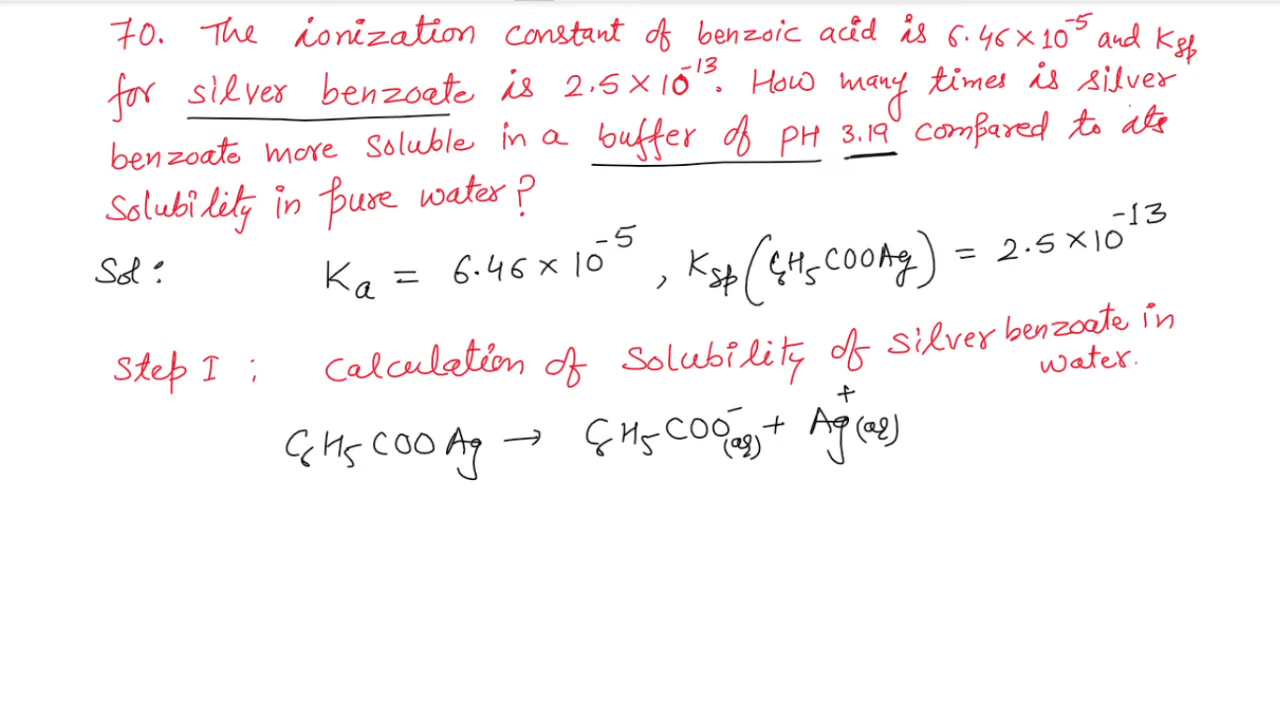 70. The ionization constant of benzoic acid is 6.46 × 10⁻⁵ and Ksp
for silver benzoate is 2.5 × 10⁻¹³. How many times is silver
benzoate more soluble in a buffer of PH 3.19 compared to its
solubility in pure water?
Sol: Ka = 6.46 × 10⁻⁵, Ksp (C₆H₅COOAg) = 2.5 × 10⁻¹³
Step I : Calculation of solubility of silver benzoate in
water.
C₆H₅COOAg → C₆H₅COO⁻(aq) + Ag⁺(aq)